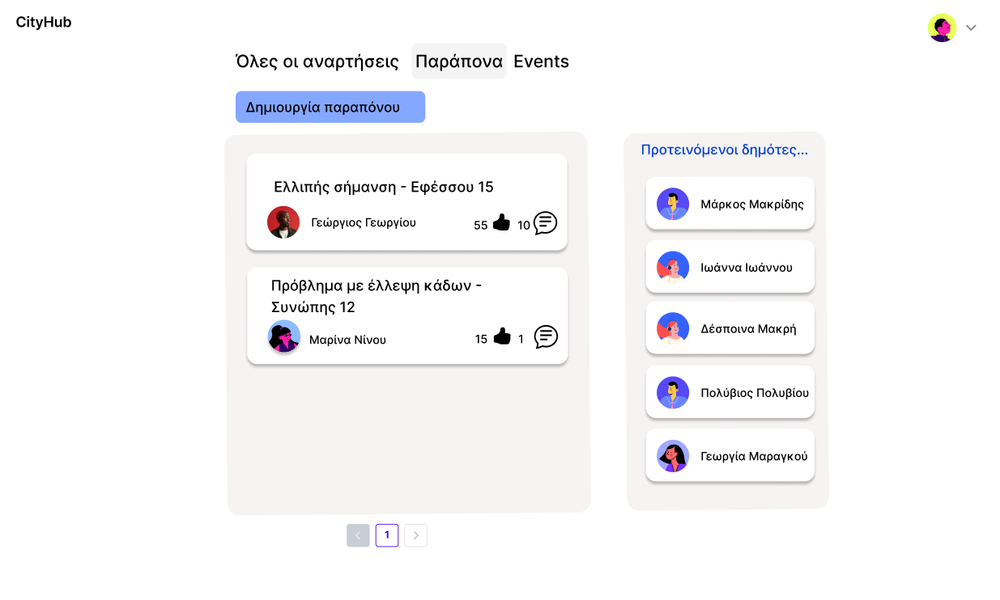 CityHub
Όλες οι αναρτήσεις
Παράπονα
Events
Δημιουργία παραπόνου
Ελλιπής σήμανση - Εφέσσου 15
Γεώργιος Γεωργίου
55
10
Πρόβλημα με έλλεψη κάδων -
Συνώπης 12
Μαρίνα Νίνου
15
1
Προτεινόμενοι δημότες...
Μάρκος Μακρίδης
Ιωάννα Ιωάννου
Δέσποινα Μακρή
Πολύβιος Πολυβίου
Γεωργία Μαραγκού
1